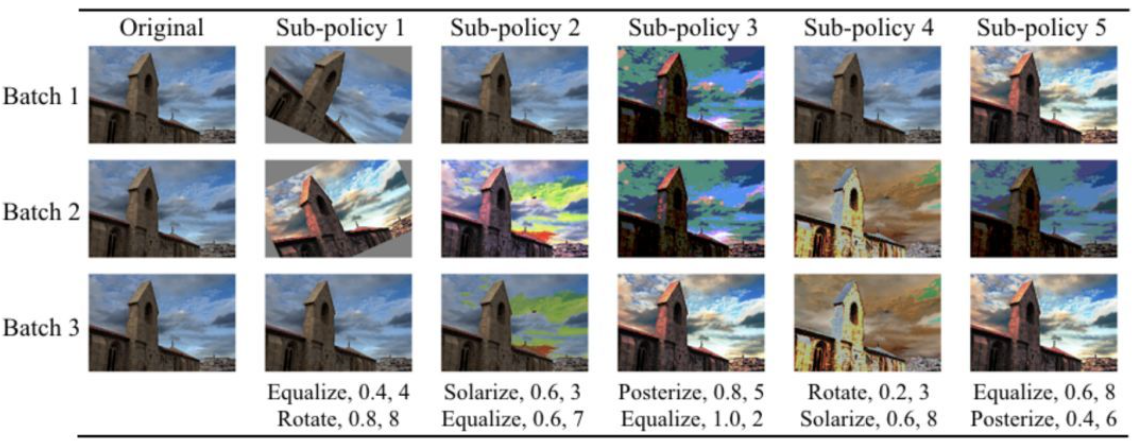 Original Sub-policy 1 Sub-policy 2 Sub-policy 3 Sub-policy 4 Sub-policy 5
Batch 1
Batch 2
Batch 3
Equalize, 0.4, 4 Solarize, 0.6, 3 Posterize, 0.8, 5 Rotate, 0.2, 3 Equalize, 0.6, 8
Rotate, 0.8, 8 Equalize, 0.6, 7 Equalize, 1.0, 2 Solarize, 0.6, 8 Posterize, 0.4, 6